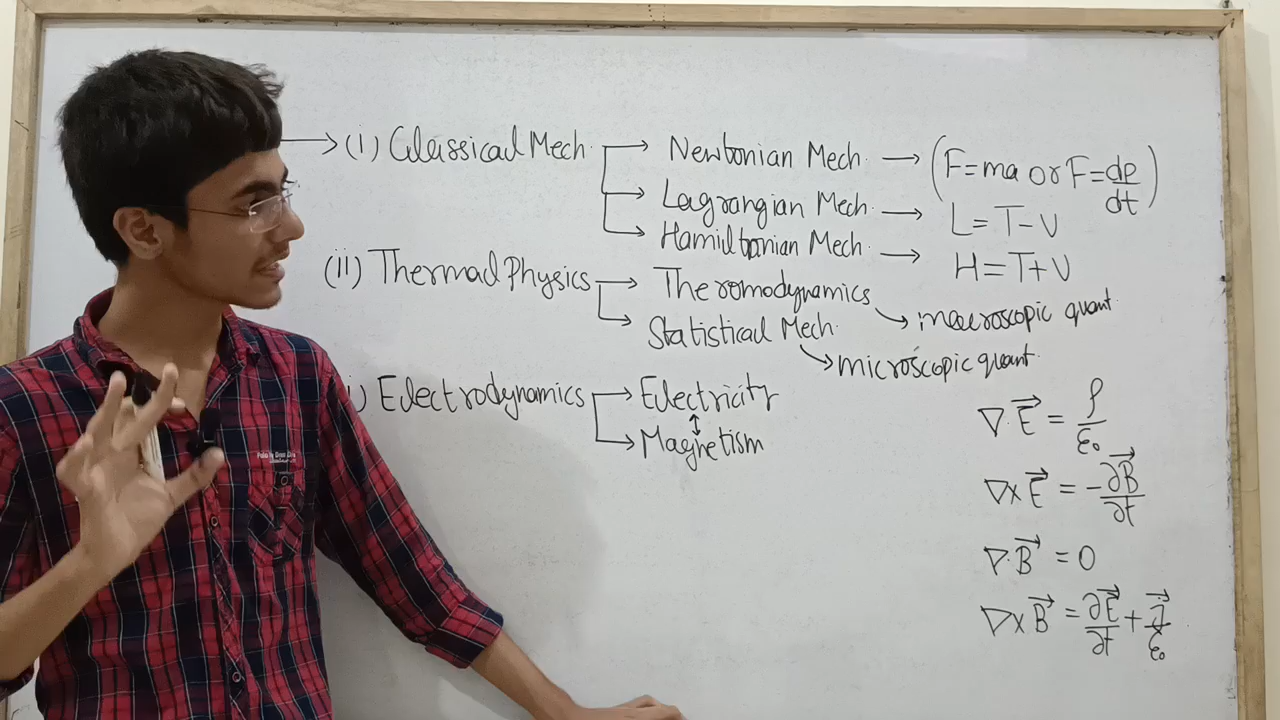 → (i) Classical Mech. → Newtonian Mech. → (F=ma or F=dp/dt)
→ Lagrangian Mech. → L=T-V
→ Hamiltonian Mech. → H=T+V
(ii) Thermal Physics → Theromodynamics → macroscopic quant.
→ Statistical Mech. → microscopic quant.
i) Electrodynamics → Electricity
↕
→ Magnetism
∇.E⃗ = ρ/ε₀
∇×E⃗ = -∂B⃗/∂t
∇.B⃗ = 0
∇×B⃗ = ∂E⃗/∂t + j⃗/ε₀